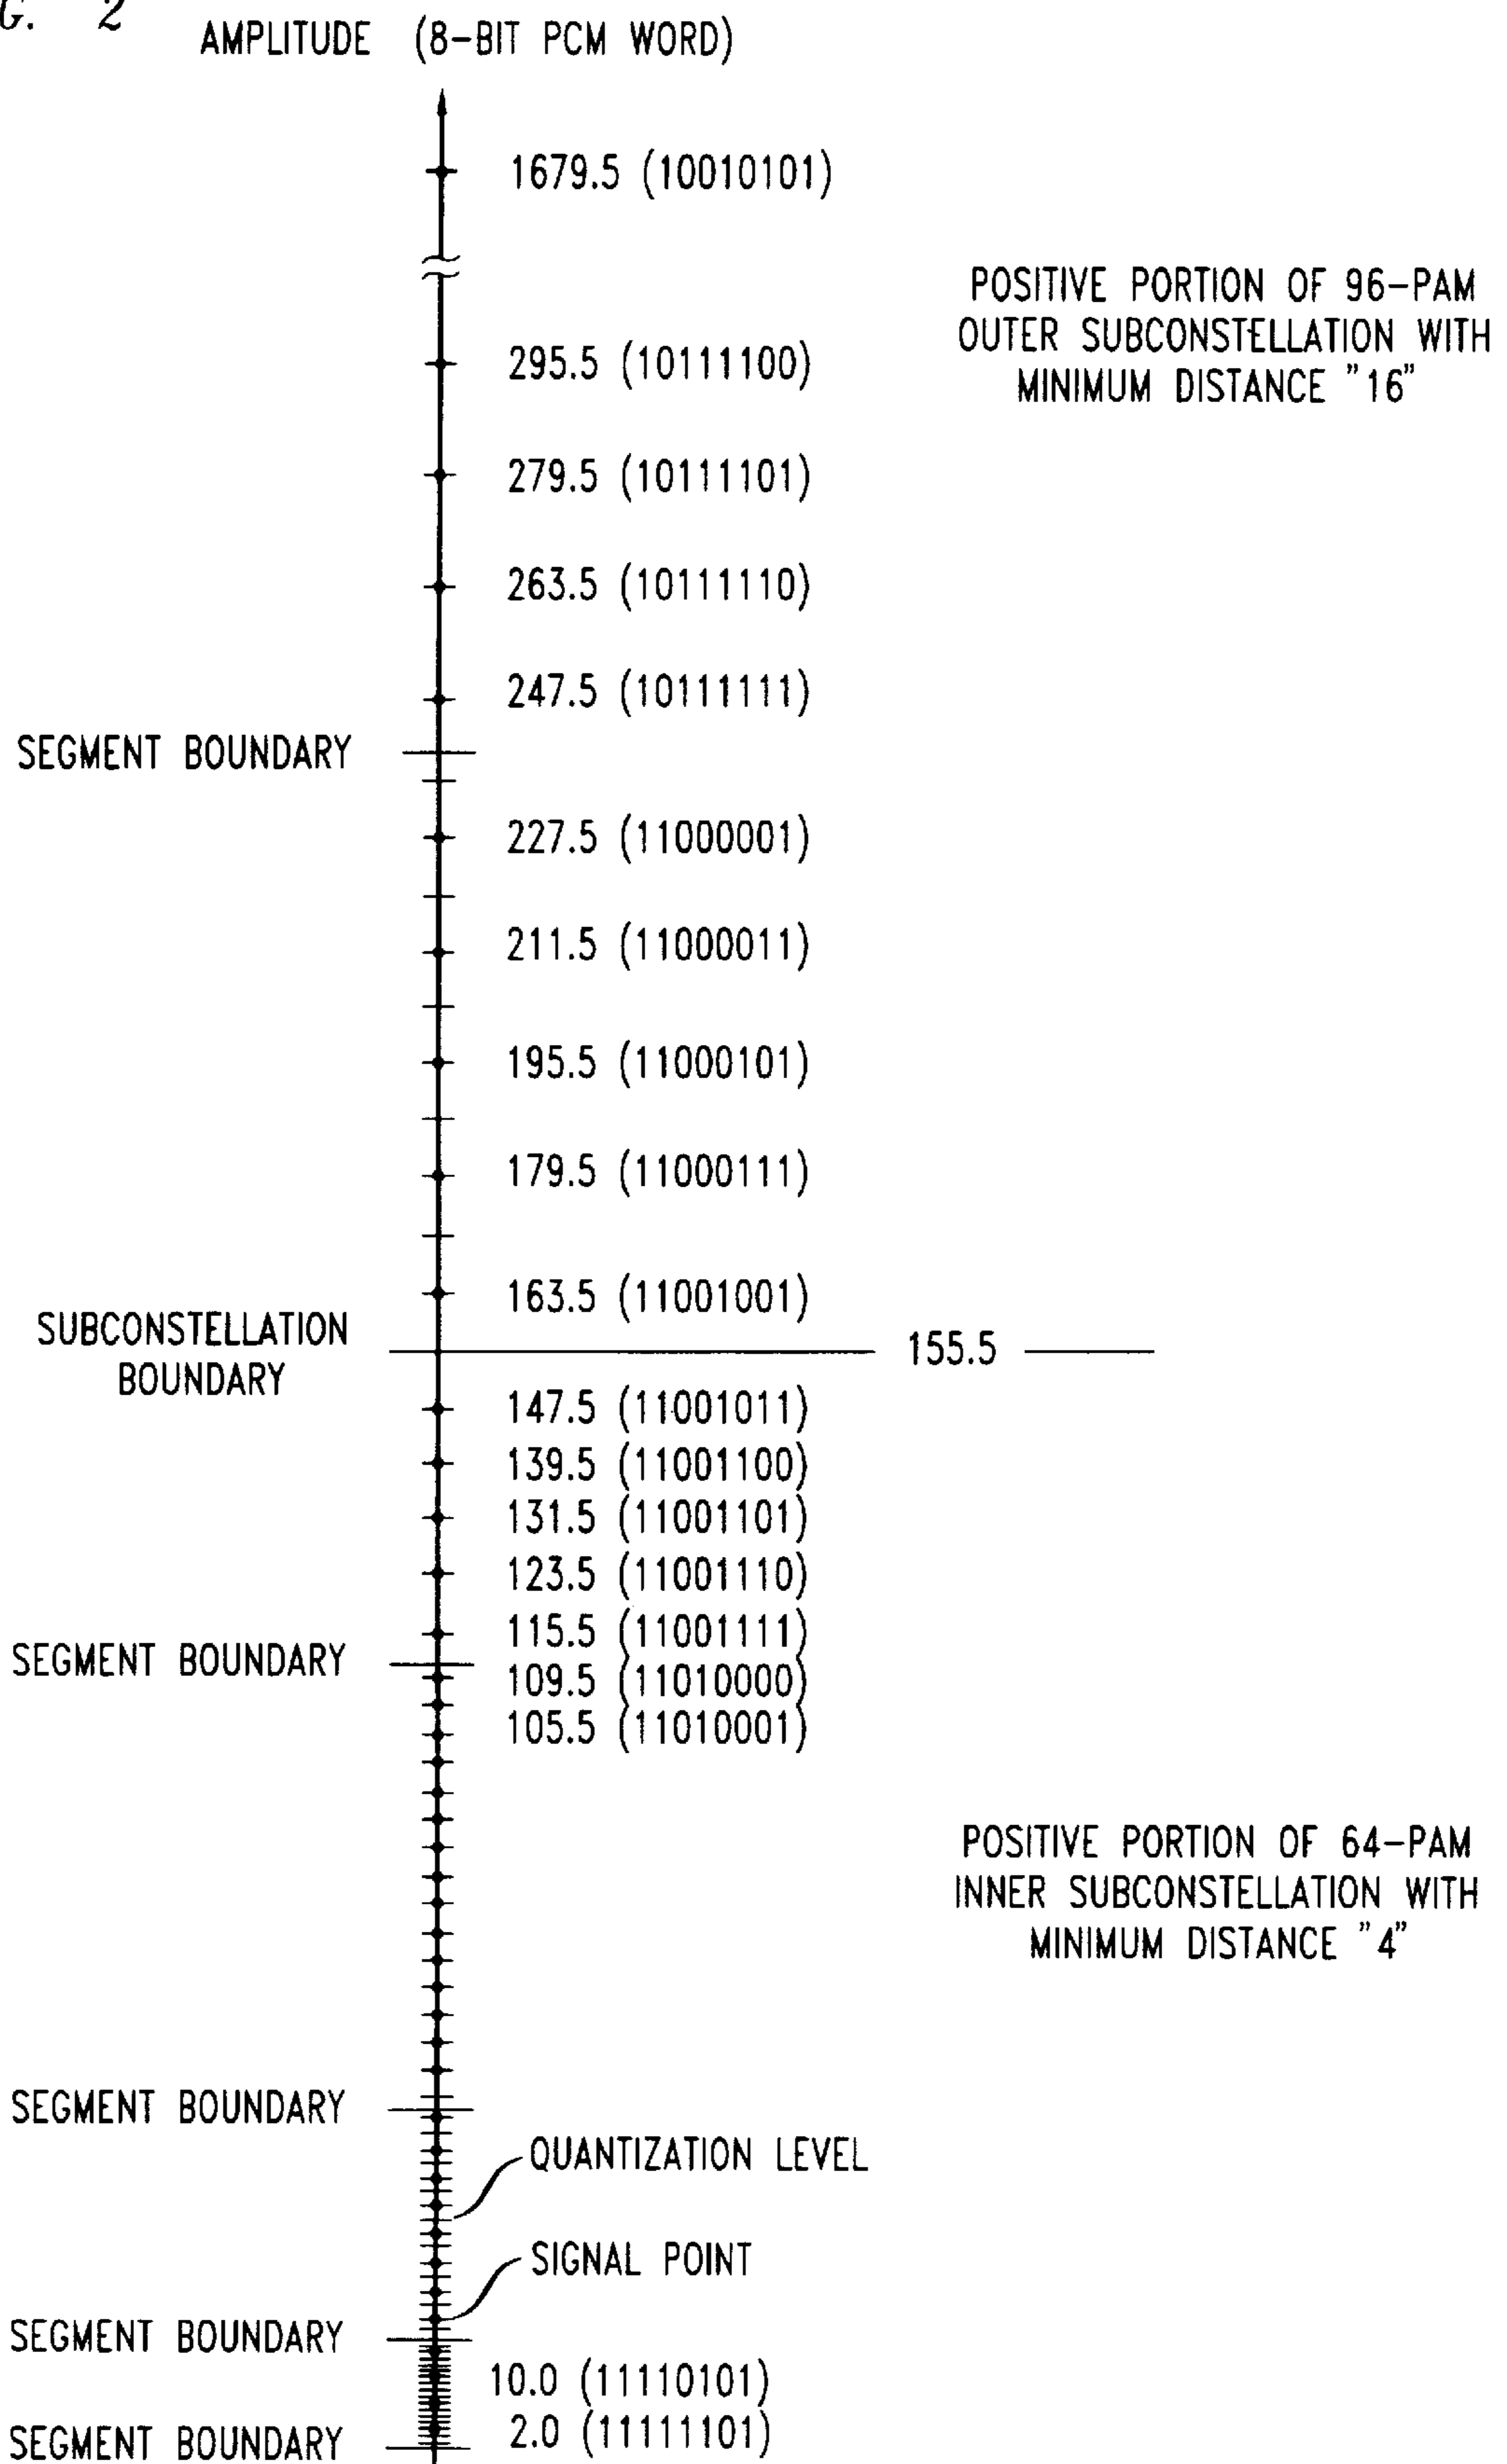 G. 2
AMPLITUDE (8-BIT PCM WORD)
1679.5 (10010101)
POSITIVE PORTION OF 96-PAM
OUTER SUBCONSTELLATION WITH
MINIMUM DISTANCE "16"
295.5 (10111100)
279.5 (10111101)
263.5 (10111110)
247.5 (10111111)
SEGMENT BOUNDARY
227.5 (11000001)
211.5 (11000011)
195.5 (11000101)
179.5 (11000111)
163.5 (11001001)
SUBCONSTELLATION
BOUNDARY
155.5
147.5 (11001011)
139.5 (11001100)
131.5 (11001101)
123.5 (11001110)
115.5 (11001111)
SEGMENT BOUNDARY
109.5 (11010000)
105.5 (11010001)
POSITIVE PORTION OF 64-PAM
INNER SUBCONSTELLATION WITH
MINIMUM DISTANCE "4"
SEGMENT BOUNDARY
QUANTIZATION LEVEL
SIGNAL POINT
SEGMENT BOUNDARY
10.0 (11110101)
2.0 (11111101)
SEGMENT BOUNDARY